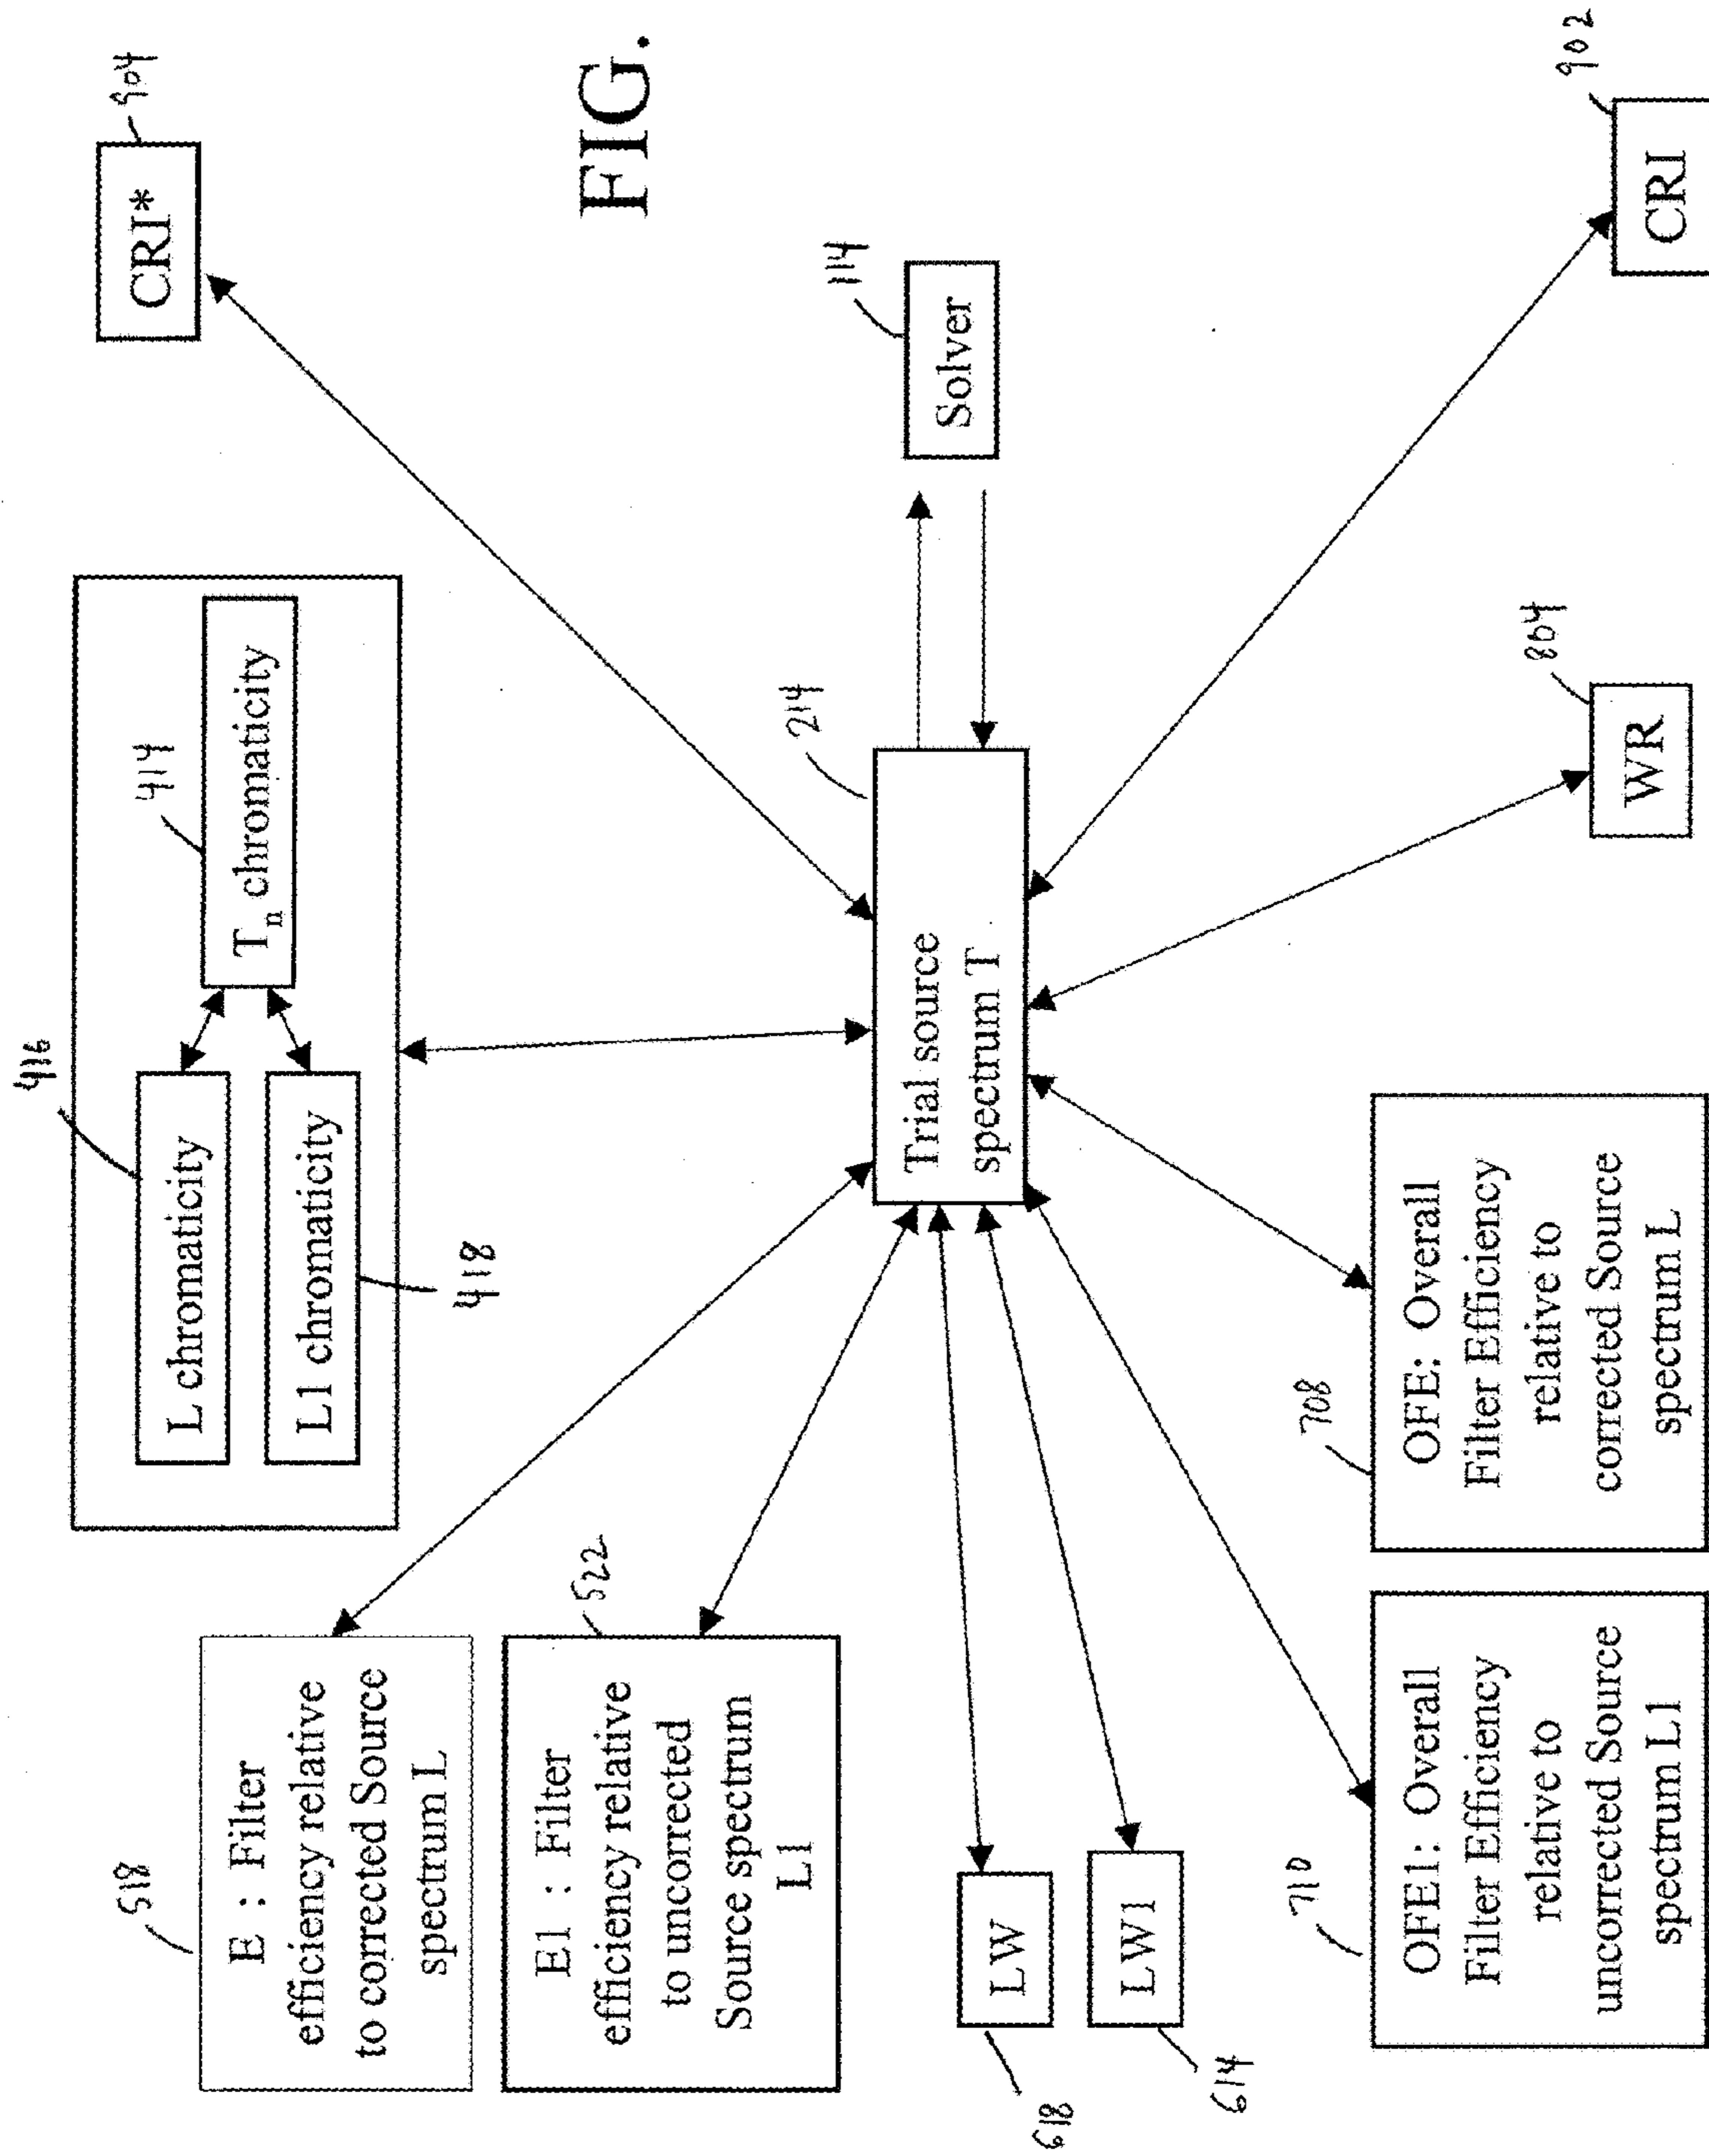 518
E : Filter
efficiency relative
to corrected Source
spectrum L
522
E1 : Filter
efficiency relative
to uncorrected
Source spectrum
L1
416
L chromaticity
L1 chromaticity
418
414
Tn chromaticity
904
CRI*
FIG.
618
LW
LW1
614
214
Trial source
spectrum T
114
Solver
710
OFE1: Overall
Filter Efficiency
relative to
uncorrected Source
spectrum L1
708
OFE: Overall
Filter Efficiency
relative to
corrected Source
spectrum L
804
WR
902
CRI